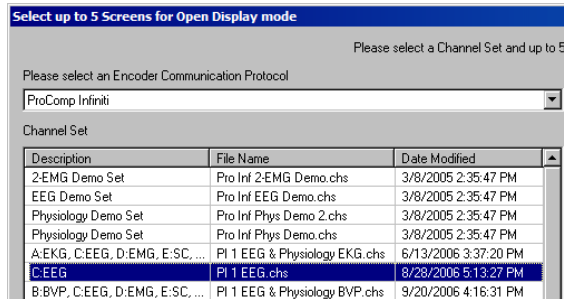 Select up to 5 Screens for Open Display mode
Please select a Channel Set and up to 5
Please select an Encoder Communication Protocol
ProComp Infiniti
Channel Set
Description File Name Date Modified
2-EMG Demo Set Pro Inf 2-EMG Demo.chs 3/8/2005 2:35:47 PM
EEG Demo Set Pro Inf EEG Demo.chs 3/8/2005 2:35:47 PM
Physiology Demo Set Pro Inf Phys Demo 2.chs 3/8/2005 2:35:47 PM
Physiology Demo Set Pro Inf Phys Demo.chs 3/8/2005 2:35:47 PM
A:EKG, C:EEG, D:EMG, E:SC, ... PI 1 EEG & Physiology EKG.chs 6/13/2006 3:37:20 PM
C:EEG PI 1 EEG.chs 8/28/2006 5:13:27 PM
B:BVP, C:EEG, D:EMG, E:SC, ... PI 1 EEG & Physiology BVP.chs 9/20/2006 4:16:31 PM